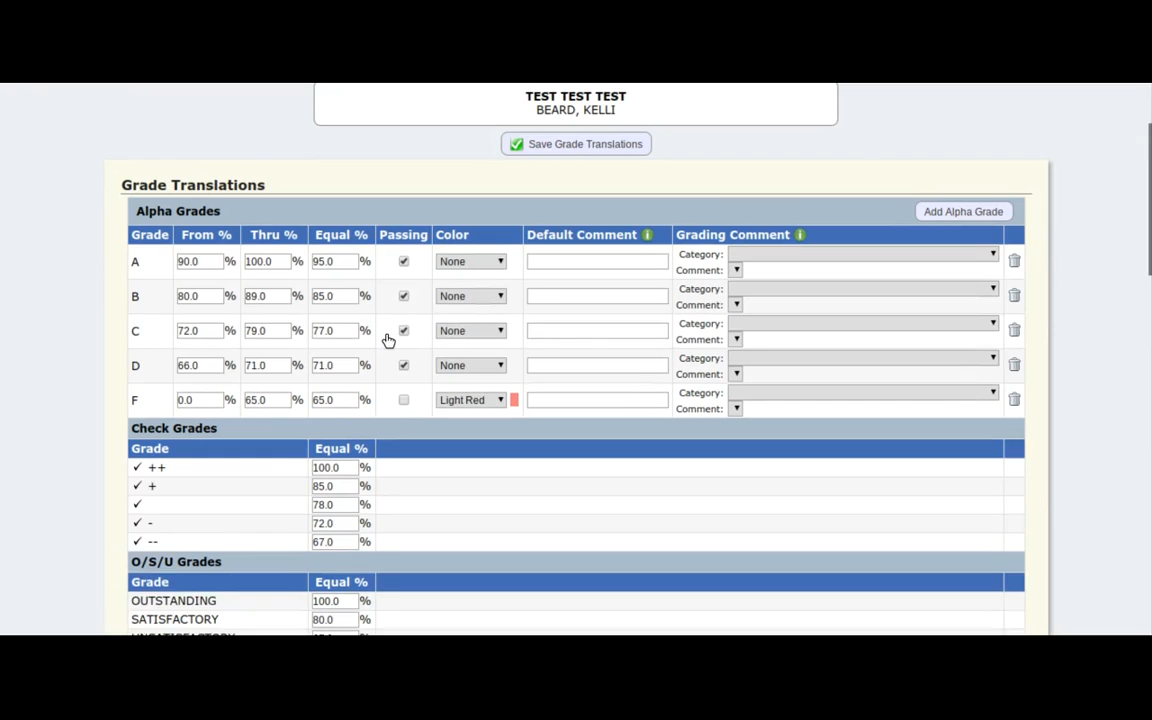 TEST TEST TEST
BEARD, KELLI
Save Grade Translations
Grade Translations
Alpha Grades Add Alpha Grade
Grade From % Thru % Equal % Passing Color Default Comment Grading Comment
A 90.0 % 100.0 % 95.0 % None Category:
Comment:
B 80.0 % 89.0 % 85.0 % None Category:
Comment:
C 72.0 % 79.0 % 77.0 % None Category:
Comment:
D 66.0 % 71.0 % 71.0 % None Category:
Comment:
F 0.0 % 65.0 % 65.0 % Light Red Category:
Comment:
Check Grades
Grade Equal %
✓ ++ 100.0 %
✓ + 85.0 %
✓ 78.0 %
✓ - 72.0 %
✓ -- 67.0 %
O/S/U Grades
Grade Equal %
OUTSTANDING 100.0 %
SATISFACTORY 80.0 %